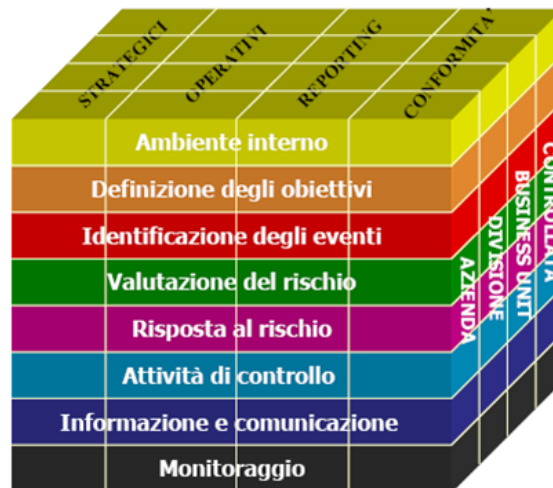 STRATEGICI
OPERATIVI
REPORTING
CONFORMITA'
Ambiente interno
Definizione degli obiettivi
Identificazione degli eventi
Valutazione del rischio
Risposta al rischio
Attività di controllo
Informazione e comunicazione
Monitoraggio
AZIENDA
DIVISIONE
BUSINESS UNIT
CONTROLLATA